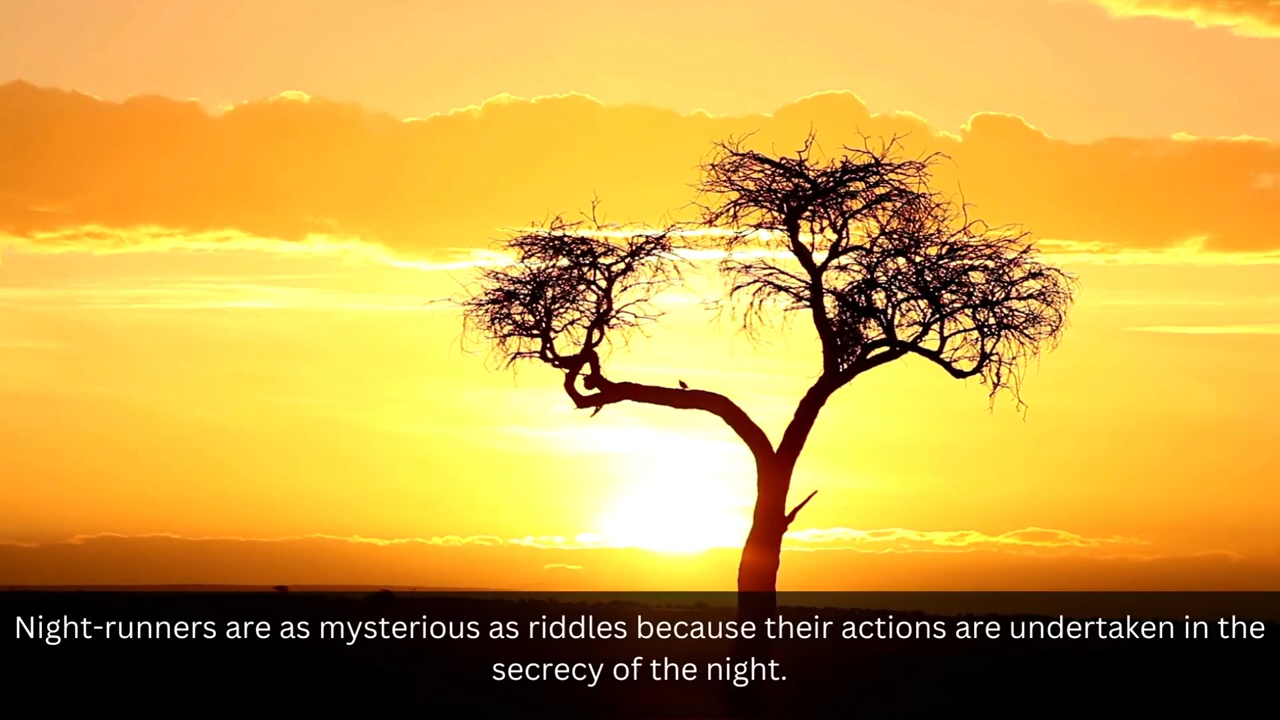 Night-runners are as mysterious as riddles because their actions are undertaken in the
secrecy of the night.